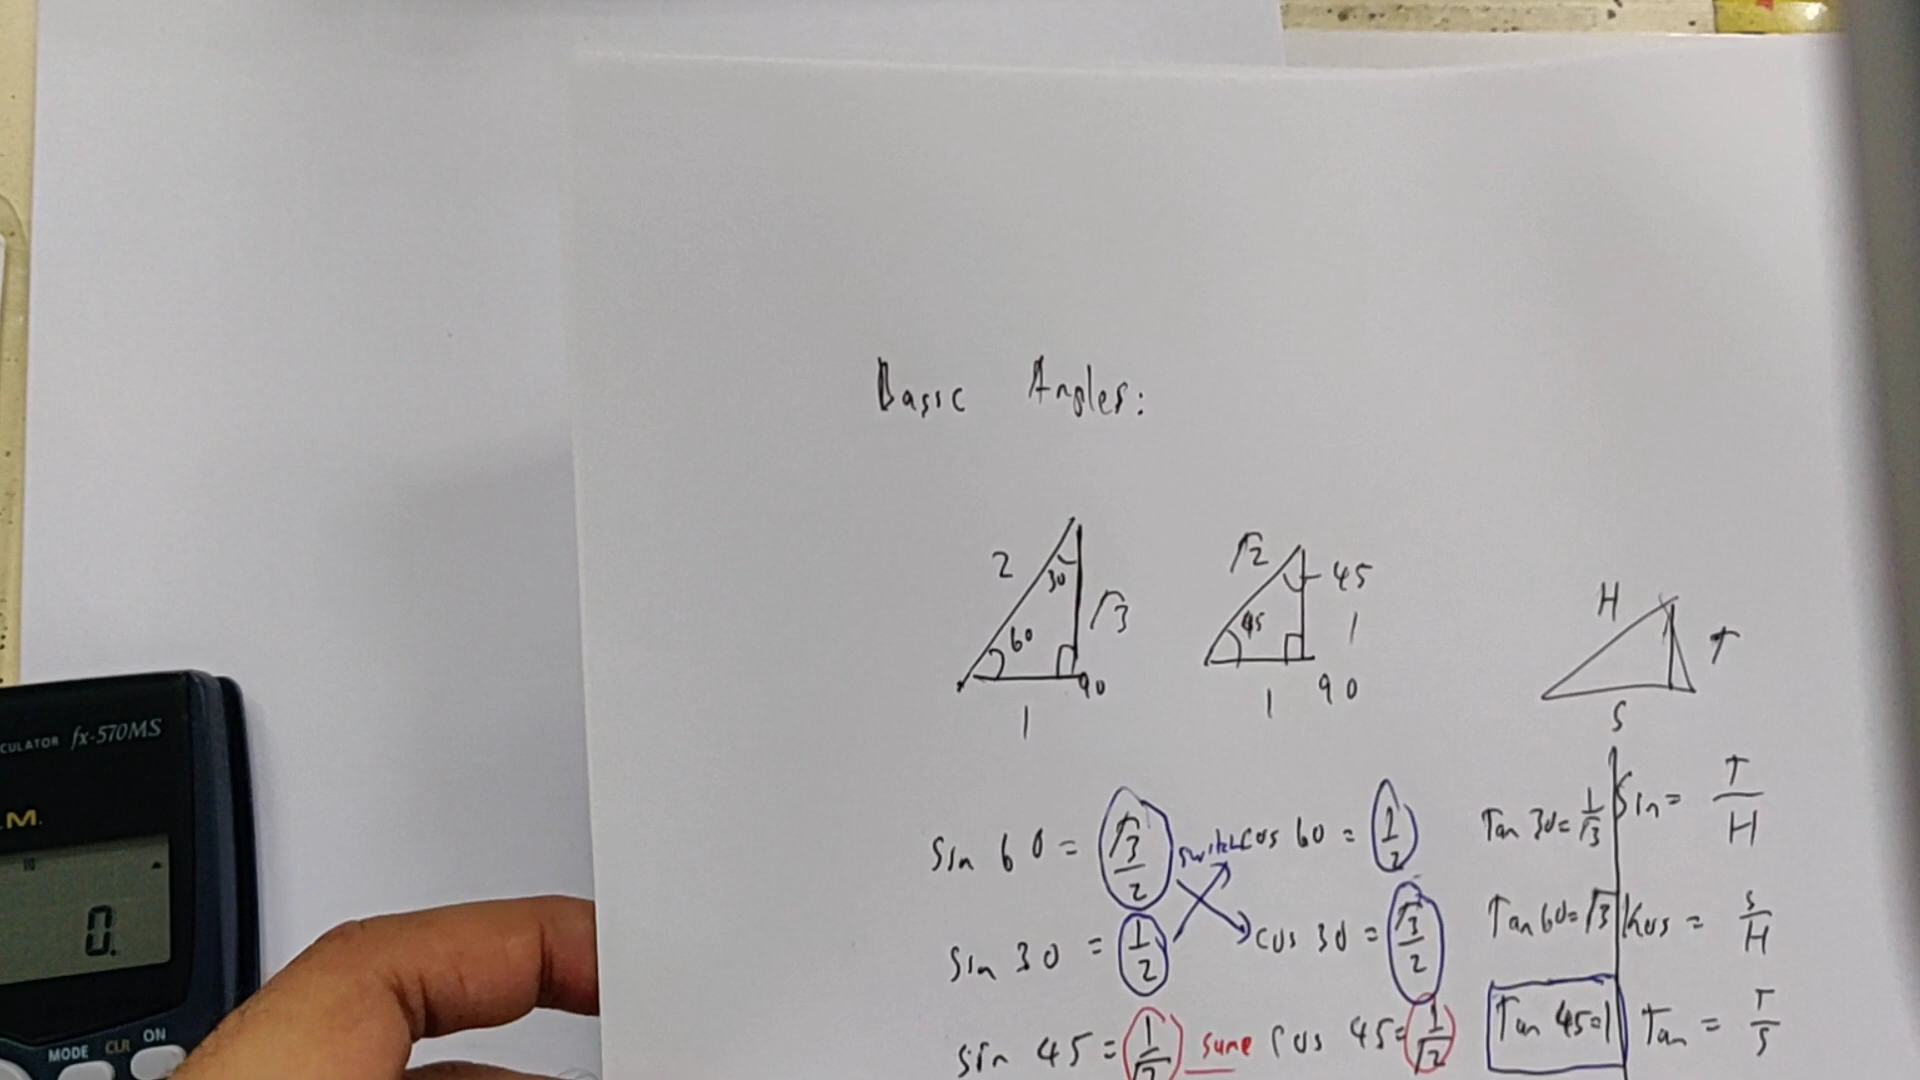 Basic Angles:
2
30
√3
60
90
1
√2
45
45
1
1
90
H
T
S
Sin 60 = √3/2 switch Cos 60 = 1/2
Tan 30 = 1/√3
Sin = T/H
Sin 30 = 1/2
Cos 30 = √3/2
Tan 60 = √3
Kos = S/H
Sin 45 = 1/√2 same Cos 45 = 1/√2
Tan 45 = 1
Tan = T/S
CULATOR fx-570MS
.M.
0.
MODE CLR ON